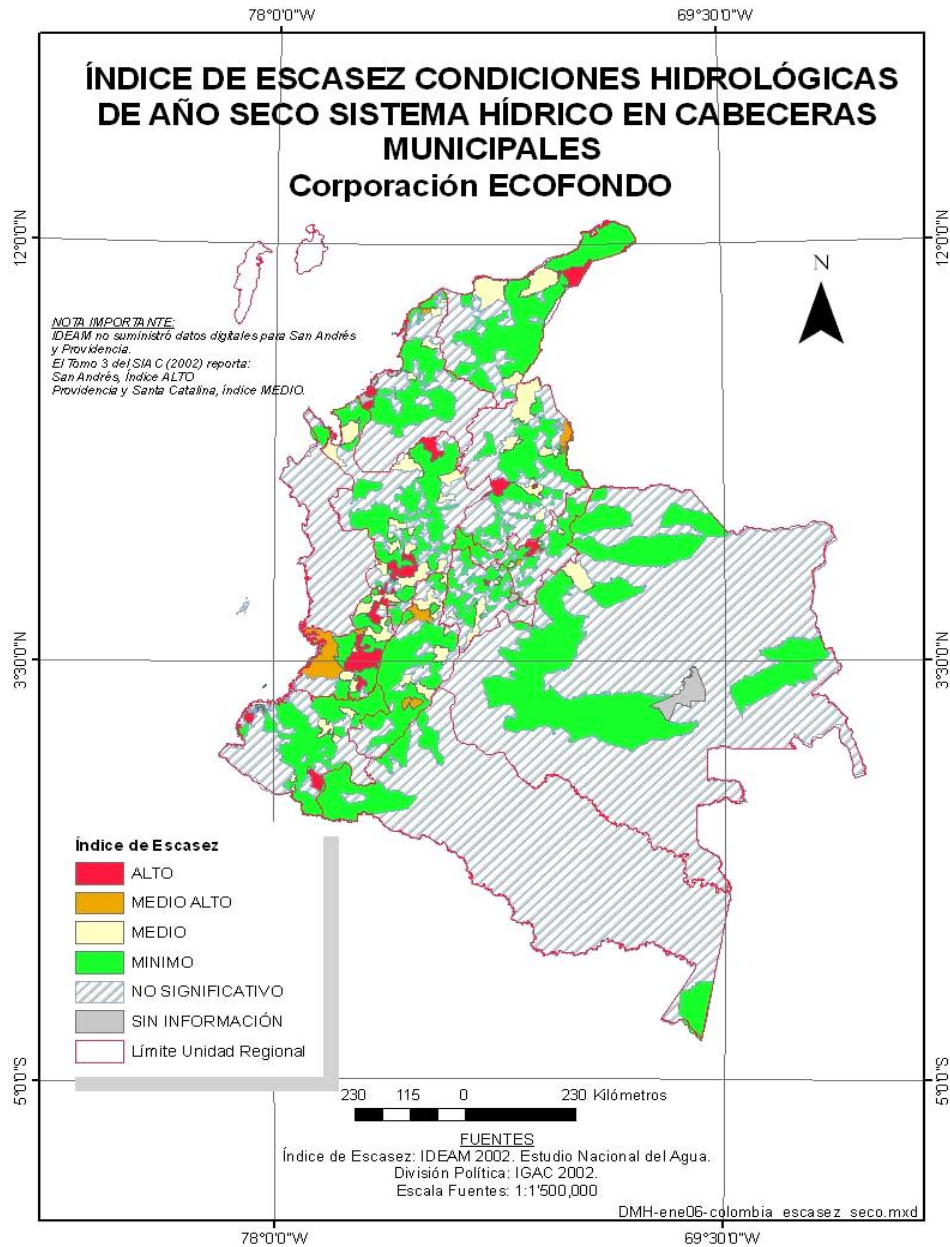 78°0'0"W
69°30'0"W
ÍNDICE DE ESCASEZ CONDICIONES HIDROLÓGICAS
DE AÑO SECO SISTEMA HÍDRICO EN CABECERAS
MUNICIPALES
Corporación ECOFONDO
12°0'0"N
12°0'0"N
N
NOTA IMPORTANTE:
IDEAM no suministró datos digitales para San Andrés
y Providencia.
El Tomo 3 del SIAC (2002) reporta:
San Andrés, Índice ALTO
Providencia y Santa Catalina, índice MEDIO.
3°30'0"N
3°30'0"N
Índice de Escasez
ALTO
MEDIO ALTO
MEDIO
MINIMO
NO SIGNIFICATIVO
SIN INFORMACIÓN
Límite Unidad Regional
5°0'0"S
5°0'0"S
230 115 0 230 Kilómetros
FUENTES
Índice de Escasez: IDEAM 2002. Estudio Nacional del Agua.
División Política: IGAC 2002.
Escala Fuentes: 1:1'500,000
DMH-ene06-colombia_escasez_seco.mxd
78°0'0"W
69°30'0"W